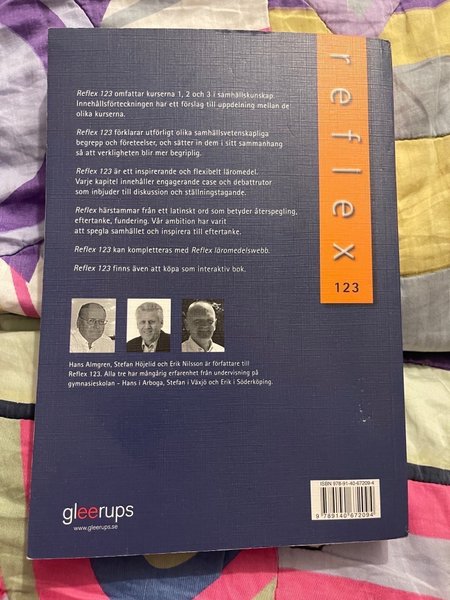 reflex
123
Reflex 123 omfattar kurserna 1, 2 och 3 i samhällskunskap.
Innehållsförteckningen har ett förslag till uppdelning mellan de
olika kurserna.
Reflex 123 förklarar utförligt olika samhällsvetenskapliga
begrepp och företeelser, och sätter in dem i sitt sammanhang
så att verkligheten blir mer begriplig.
Reflex 123 är ett inspirerande och flexibelt läromedel.
Varje kapitel innehåller engagerande case och debattrutor
som inbjuder till diskussion och ställningstagande.
Reflex härstammar från ett latinskt ord som betyder återspegling,
eftertanke, fundering. Vår ambition har varit
att spegla samhället och inspirera till eftertanke.
Reflex 123 kan kompletteras med Reflex läromedelswebb.
Reflex 123 finns även att köpa som interaktiv bok.
Hans Almgren, Stefan Höjelid och Erik Nilsson är författare till
Reflex 123. Alla tre har mångårig erfarenhet från undervisning på
gymnasieskolan - Hans i Arboga, Stefan i Växjö och Erik i Söderköping.
ISBN 978-91-40-67209-4
9 789140 672094
gleerups
www.gleerups.se